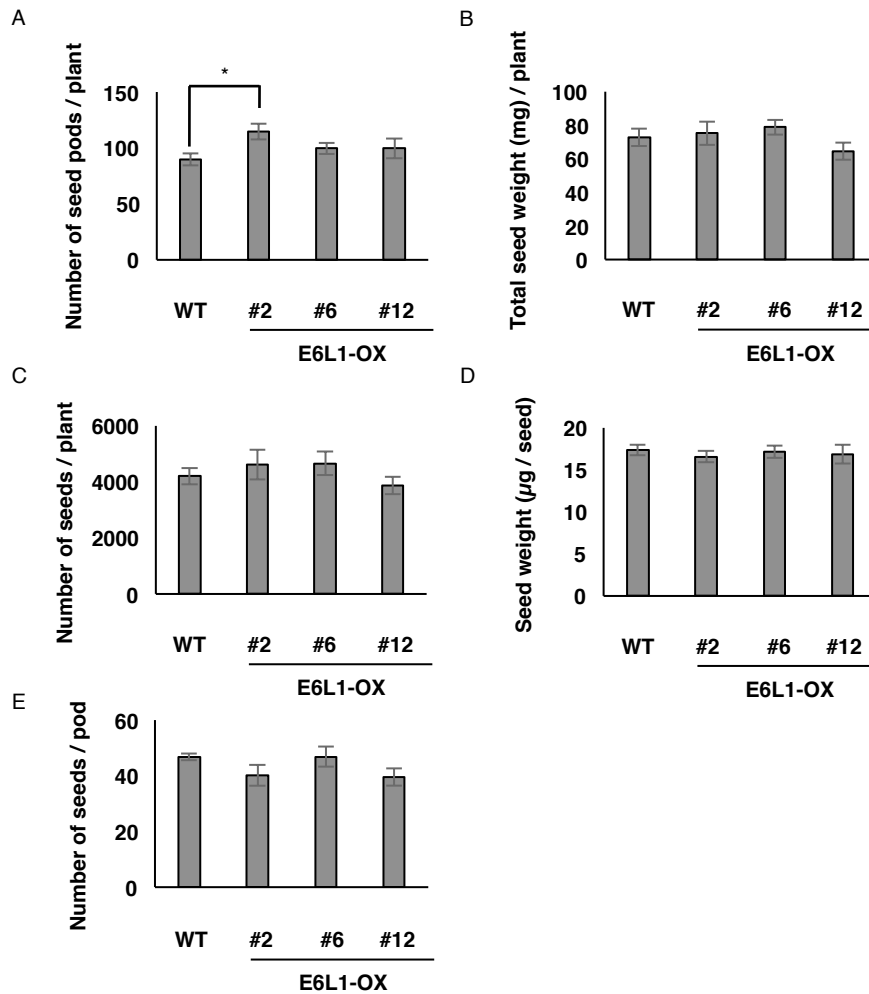 A
Number of seed pods / plant
150
100
50
0
*
WT #2 #6 #12
E6L1-OX
B
Total seed weight (mg) / plant
100
80
60
40
20
0
WT #2 #6 #12
E6L1-OX
C
Number of seeds / plant
6000
4000
2000
0
WT #2 #6 #12
E6L1-OX
D
Seed weight (µg / seed)
20
15
10
5
0
WT #2 #6 #12
E6L1-OX
E
Number of seeds / pod
60
40
20
0
WT #2 #6 #12
E6L1-OX